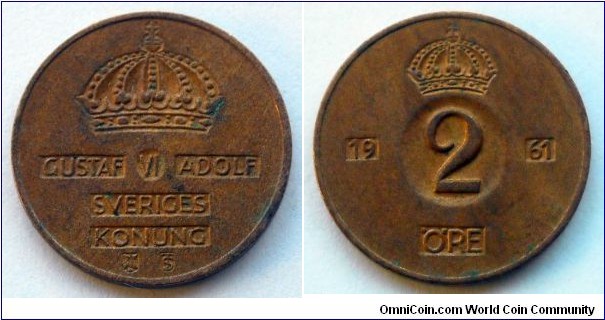 GUSTAF VI ADOLF
SVERIGES
KONUNG
S
19 2 61
ÖRE
OmniCoin.com World Coin Community